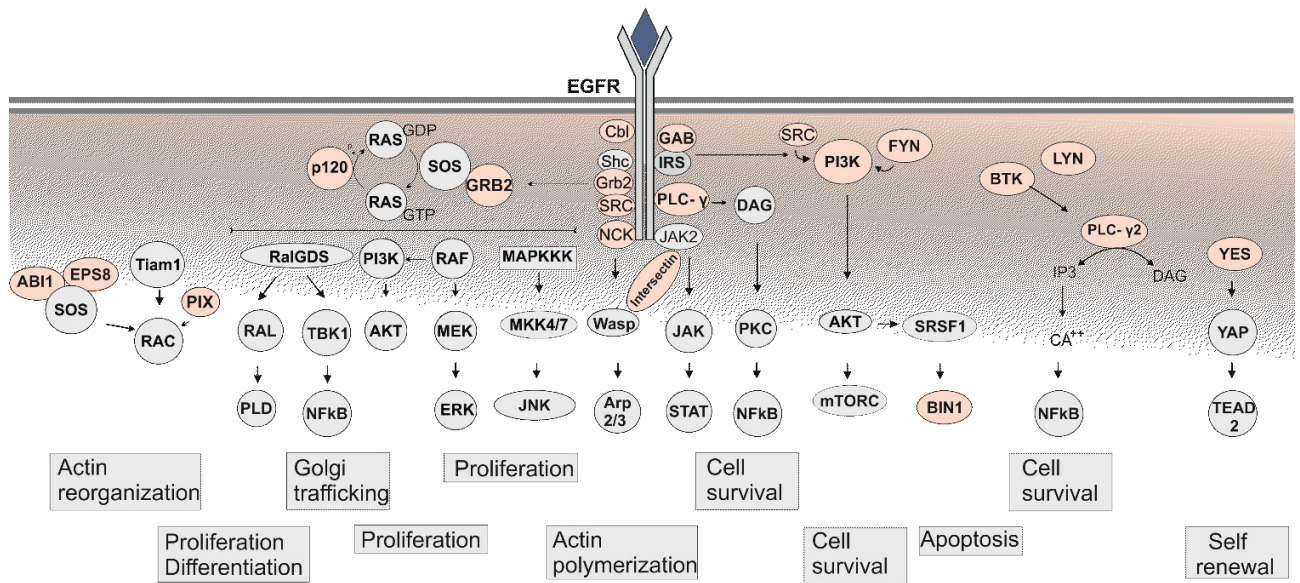 EGFR
Cbl
GAB
Shc
IRS
Grb2
SRC
PLC- γ
NCK
JAK2
Intersectin
RAS
GDP
p120
SOS
GRB2
RAS
GTP
SRC
PI3K
FYN
DAG
LYN
BTK
PLC- γ2
IP3
DAG
YES
ABI1
EPS8
SOS
Tiam1
PIX
RAC
RalGDS
PI3K
RAF
MAPKKK
RAL
TBK1
AKT
MEK
MKK4/7
Wasp
JAK
PKC
AKT
SRSF1
CA++
YAP
PLD
NFkB
ERK
JNK
Arp
2/3
STAT
NFkB
mTORC
BIN1
NFkB
TEAD
2
Actin
reorganization
Golgi
trafficking
Proliferation
Cell
survival
Cell
survival
Proliferation
Differentiation
Proliferation
Actin
polymerization
Cell
survival
Apoptosis
Self
renewal